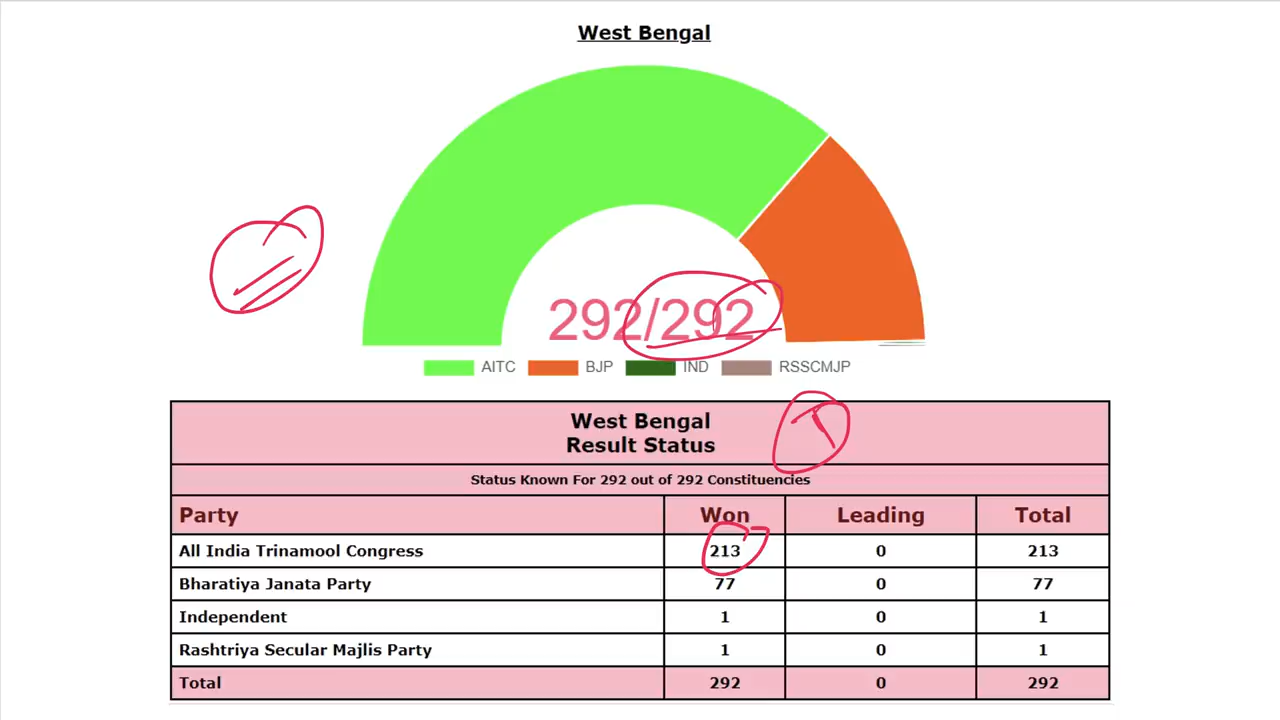 West Bengal
292/292
AITC BJP IND RSSCMJP
West Bengal
Result Status
Status Known For 292 out of 292 Constituencies
Party Won Leading Total
All India Trinamool Congress 213 0 213
Bharatiya Janata Party 77 0 77
Independent 1 0 1
Rashtriya Secular Majlis Party 1 0 1
Total 292 0 292